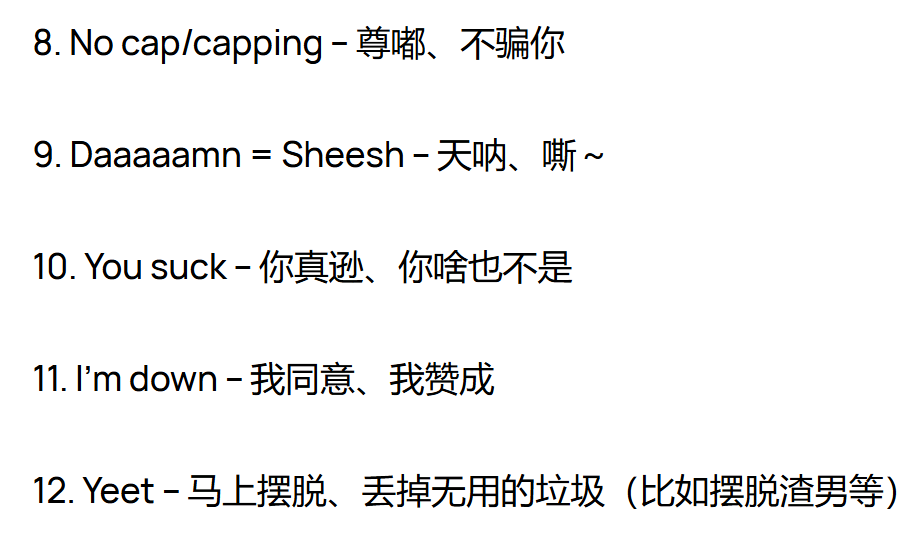 8. No cap/capping – 尊嘟、不骗你
9. Daaaaamn = Sheesh – 天呐、嘶～
10. You suck – 你真逊、你啥也不是
11. I’m down – 我同意、我赞成
12. Yeet – 马上摆脱、丢掉无用的垃圾（比如摆脱渣男等）